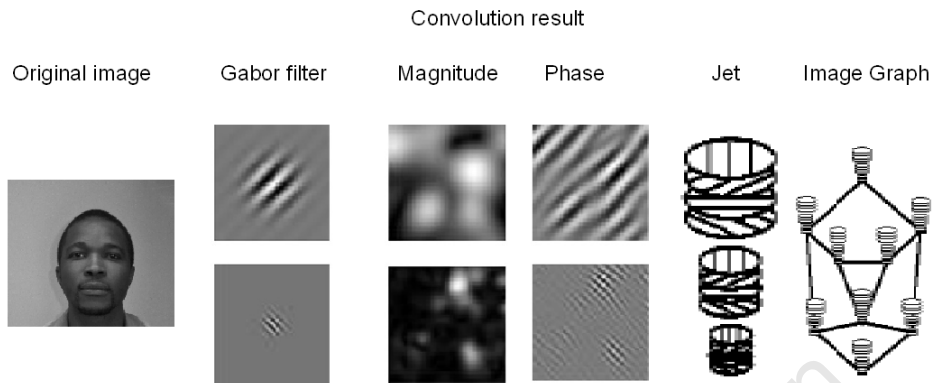 Convolution result
Original image Gabor filter Magnitude Phase Jet Image Graph